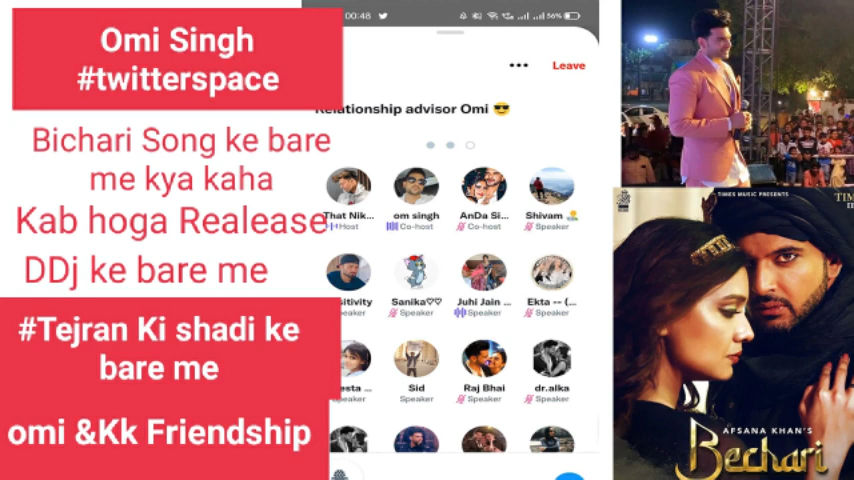 Omi Singh
#twitterspace
Bichari Song ke bare
me kya kaha
Kab hoga Realease
DDj ke bare me
#Tejran Ki shadi ke
bare me
omi &Kk Friendship
00:48
56%
Leave
Relationship advisor Omi 😎
That Nik... om singh AnDa Si... Shivam
Host Co-host Co-host Speaker
Sanika♡♡ Juhi Jain ... Ekta -- (...
Speaker Speaker Speaker Speaker
Sid Raj Bhai dr.alka
Speaker Speaker Speaker Speaker
TIMES MUSIC PRESENTS
AFSANA KHAN'S
Bechari